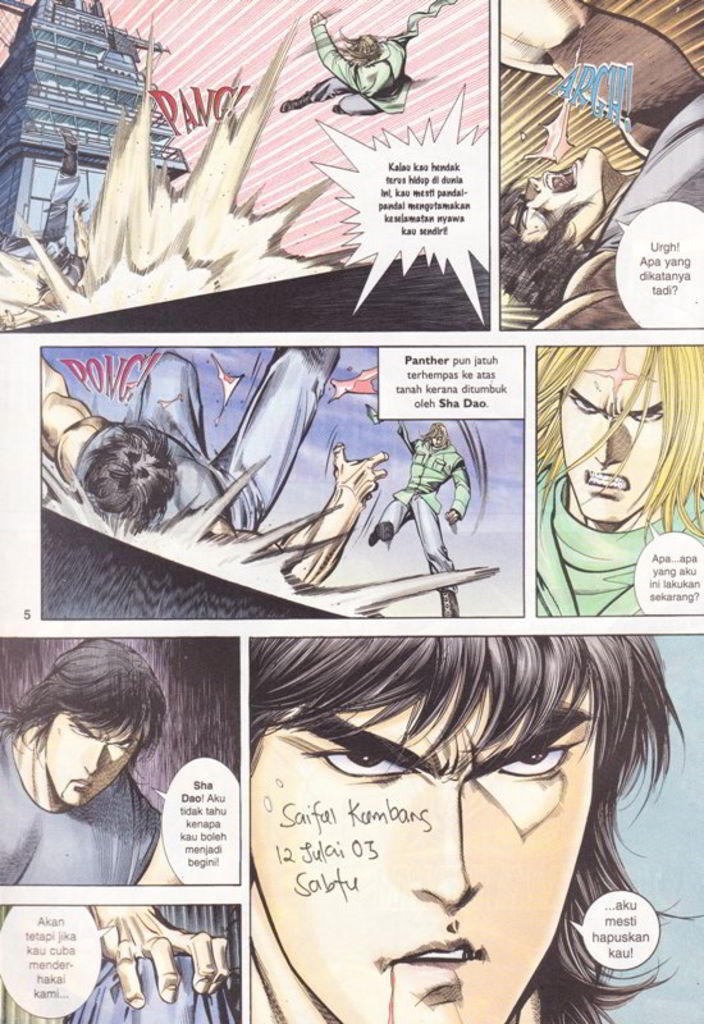 PANG!
Kalau kau hendak
terus hidup di dunia
ini, kau mesti pandai-
pandai mengutamakan
keselamatan nyawa
kau sendiri!
ARGH!
Urgh!
Apa yang
dikatanya
tadi?
PONG!
Panther pun jatuh
terhempas ke atas
tanah kerana ditumbuk
oleh Sha Dao.
Apa...apa
yang aku
ini lakukan
sekarang?
5
Sha
Dao! Aku
tidak tahu
kenapa
kau boleh
menjadi
begini!
Akan
tetapi jika
kau cuba
mender-
hakai
kami...
Saiful Kumbang
12 Julai 03
Sabtu
...aku
mesti
hapuskan
kau!